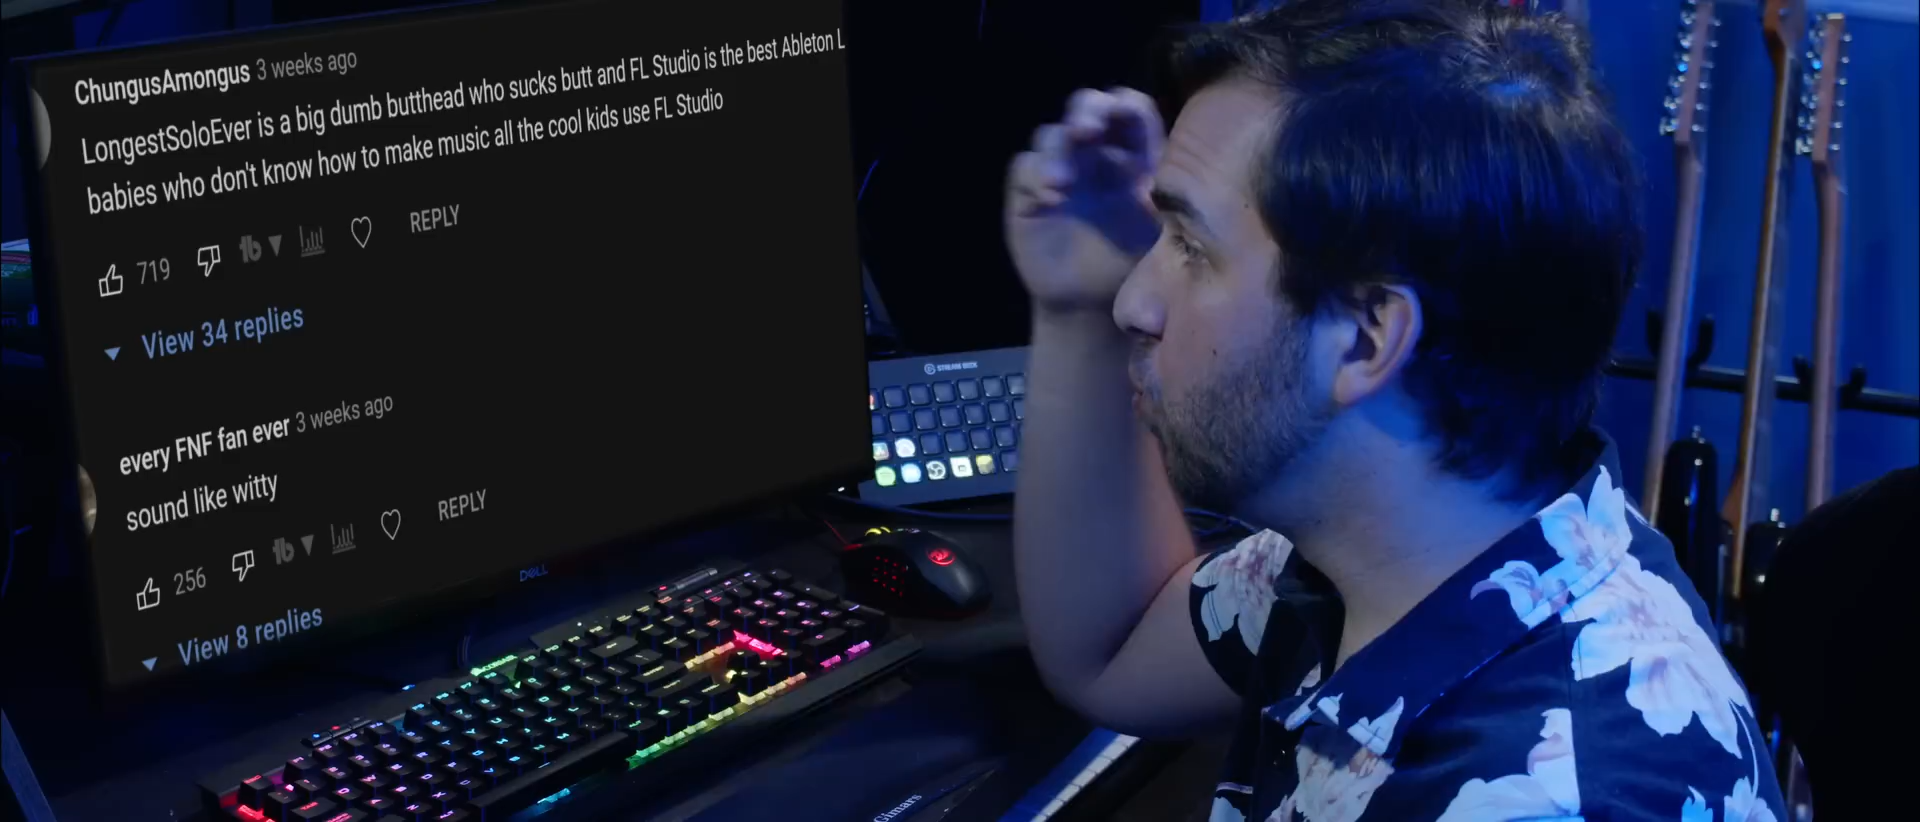 ChungusAmongus 3 weeks ago
LongestSoloEver is a big dumb butthead who sucks butt and FL Studio is the best Ableton L
babies who don't know how to make music all the cool kids use FL Studio
719
REPLY
View 34 replies
every FNF fan ever 3 weeks ago
sound like witty
256
REPLY
View 8 replies
DELL
STREAM DECK